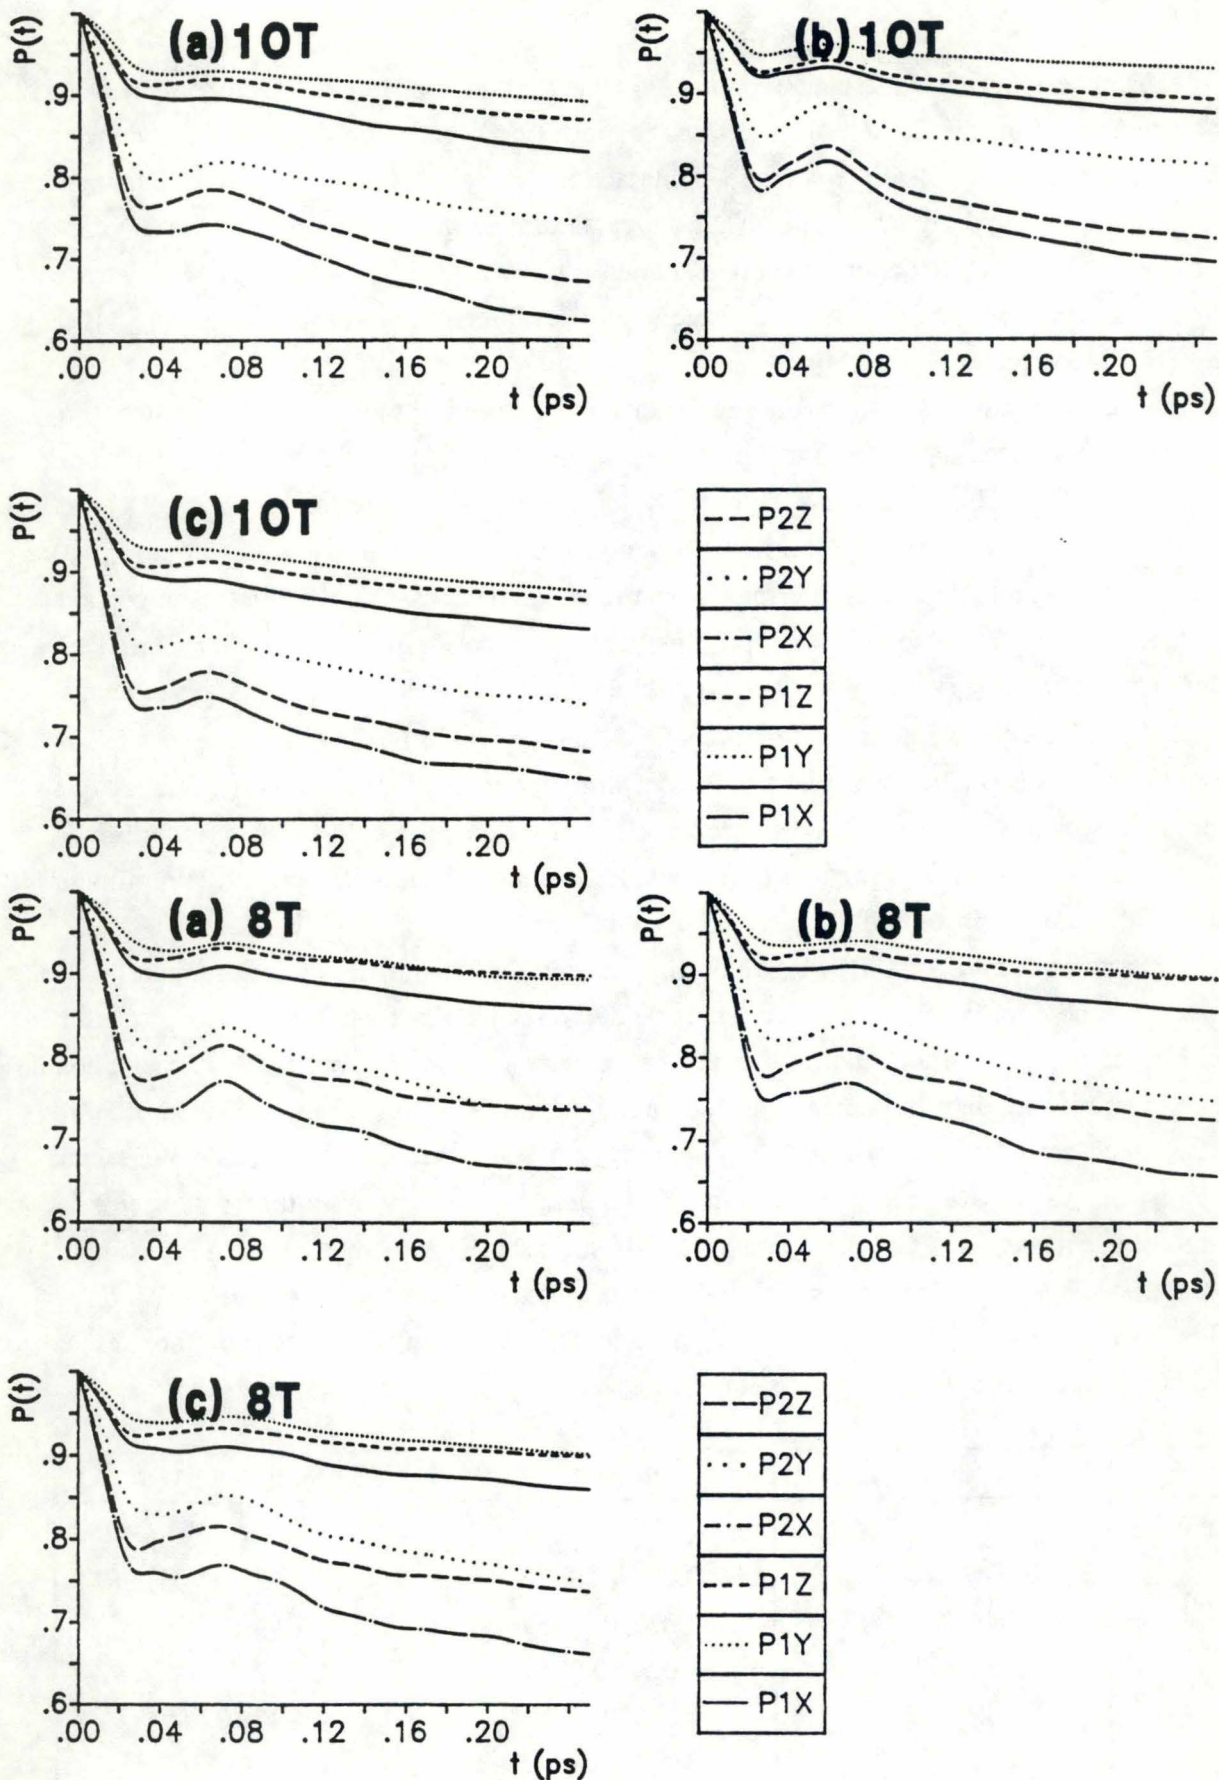 P(t)
(a) 10T
.9
.8
.7
.6
.00 .04 .08 .12 .16 .20
t (ps)
P(t)
(b) 10T
.9
.8
.7
.6
.00 .04 .08 .12 .16 .20
t (ps)
P(t)
(c) 10T
.9
.8
.7
.6
.00 .04 .08 .12 .16 .20
t (ps)
P2Z
P2Y
P2X
P1Z
P1Y
P1X
P(t)
(a) 8T
.9
.8
.7
.6
.00 .04 .08 .12 .16 .20
t (ps)
P(t)
(b) 8T
.9
.8
.7
.6
.00 .04 .08 .12 .16 .20
t (ps)
P(t)
(c) 8T
.9
.8
.7
.6
.00 .04 .08 .12 .16 .20
t (ps)
P2Z
P2Y
P2X
P1Z
P1Y
P1X